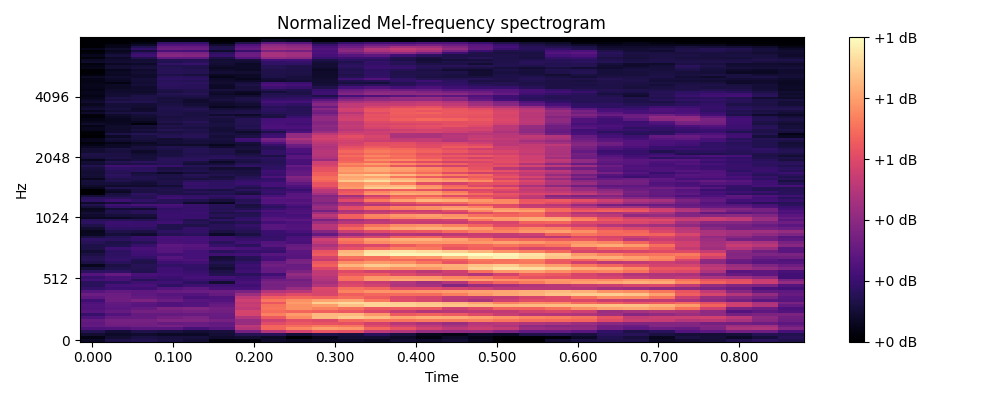 Normalized Mel-frequency spectrogram
Hz
4096
2048
1024
512
0
0.000 0.100 0.200 0.300 0.400 0.500 0.600 0.700 0.800
Time
+1 dB
+1 dB
+1 dB
+0 dB
+0 dB
+0 dB